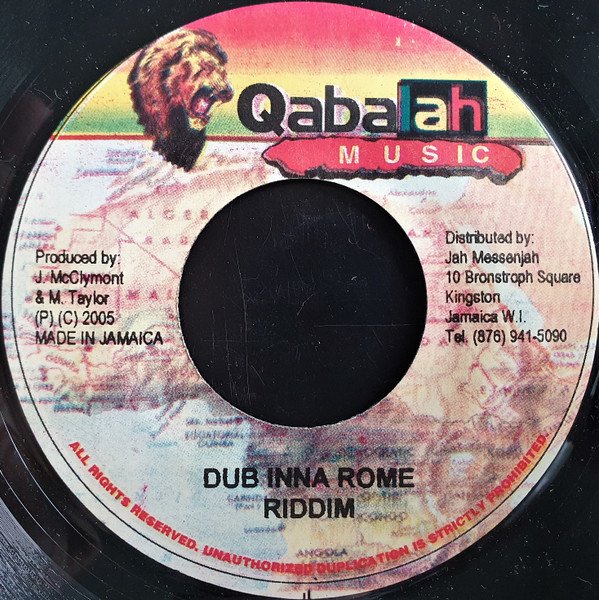 Qabalah
MUSIC
Produced by:
J. McClymont
& M. Taylor
(P) (C) 2005
MADE IN JAMAICA
Distributed by:
Jah Messenjah
10 Bronstroph Square
Kingston
Jamaica W.I.
Tel. (876) 941-5090
ALGER
ANGOLA
DUB INNA ROME
RIDDIM
ALL RIGHTS RESERVED. UNAUTHORIZED DUPLICATION IS STRICTLY PROHIBITED.